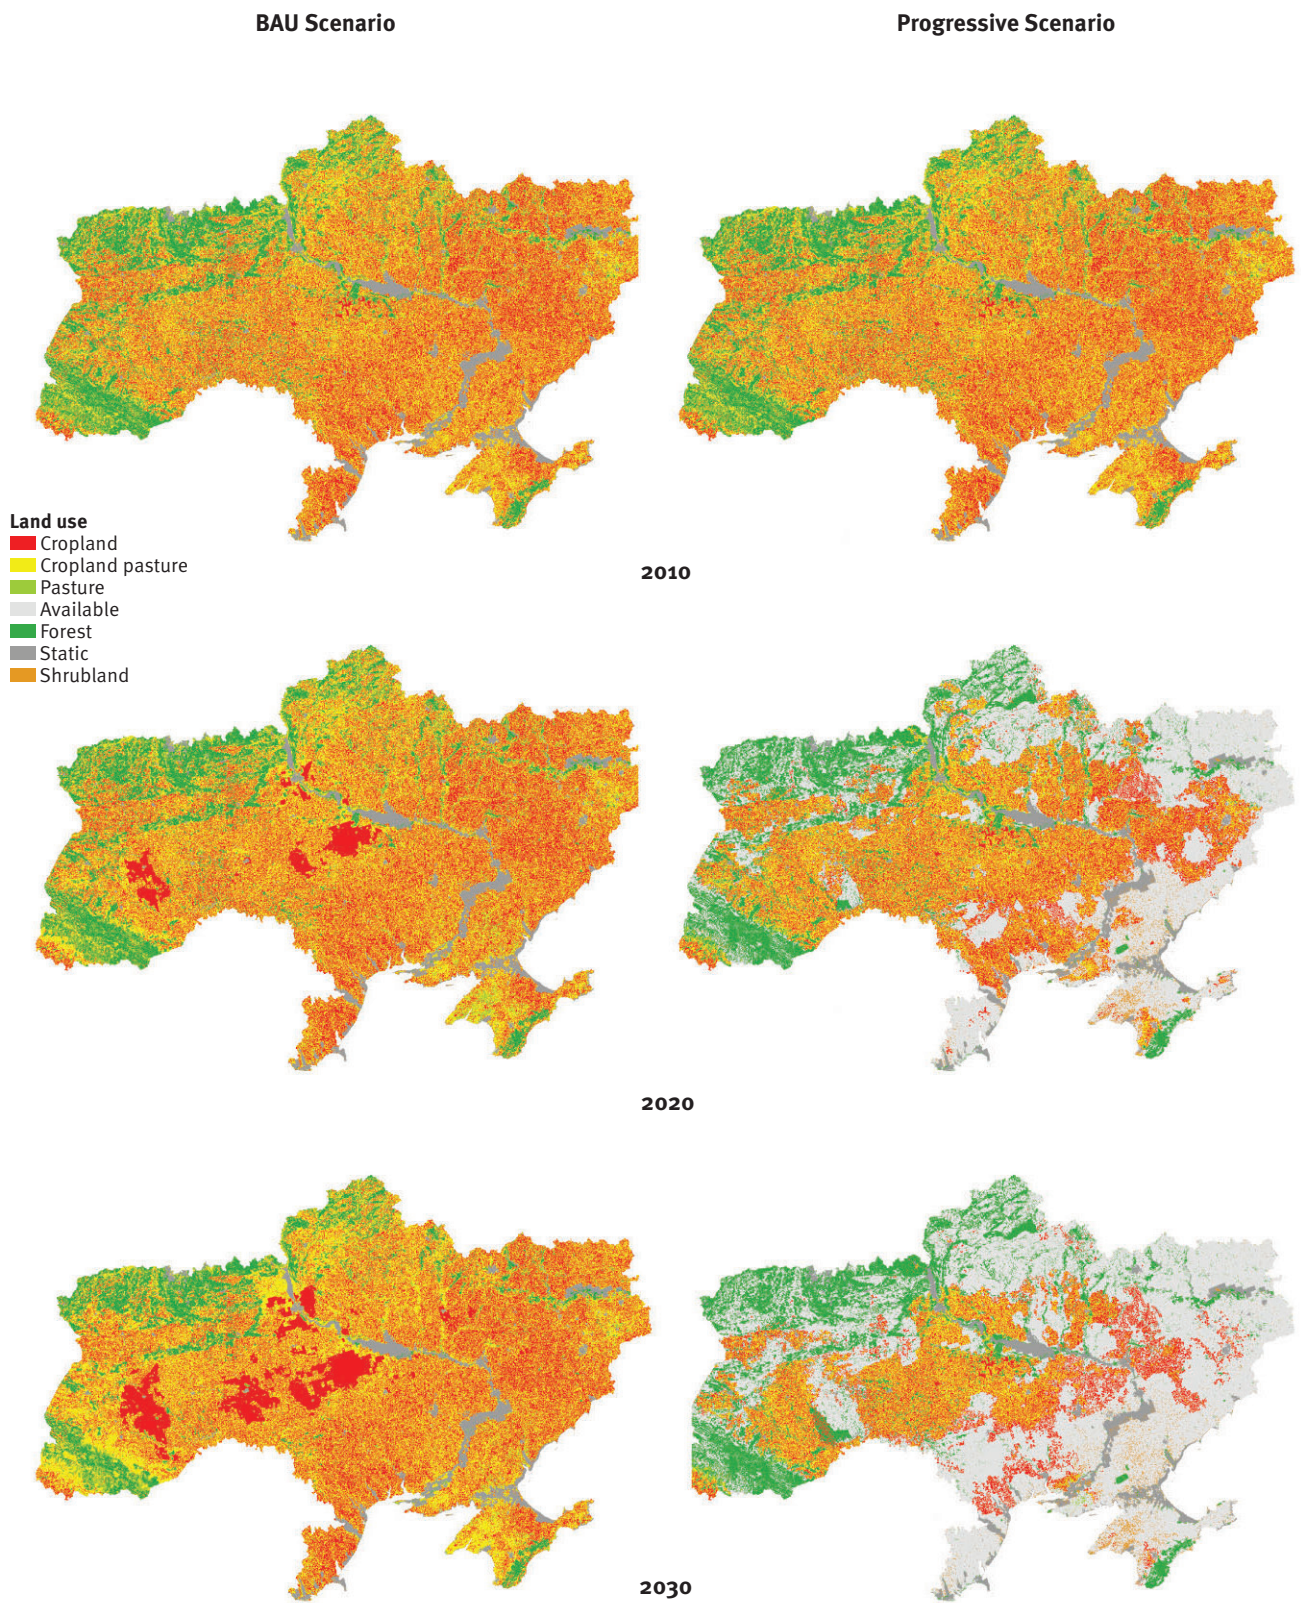 BAU Scenario
Progressive Scenario
Land use
Cropland
Cropland pasture
Pasture
Available
Forest
Static
Shrubland
2010
2020
2030